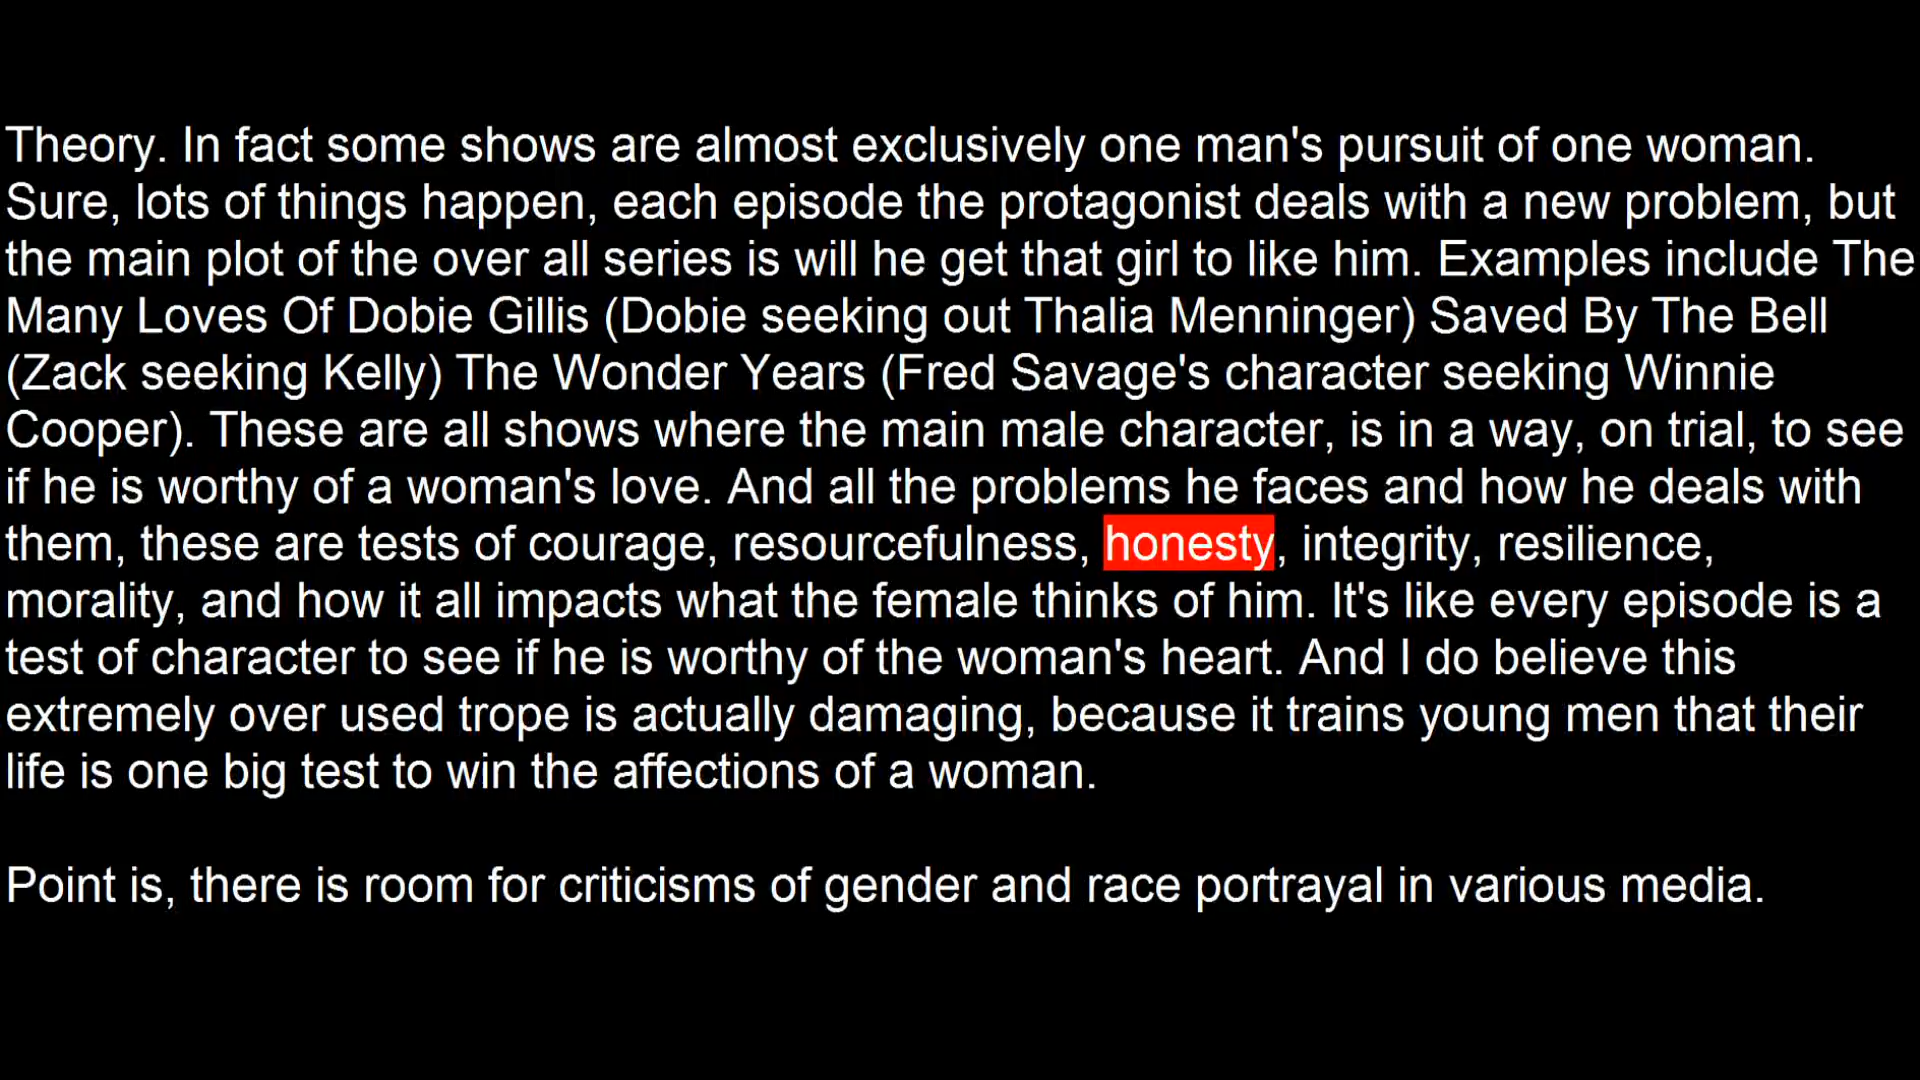 Theory. In fact some shows are almost exclusively one man's pursuit of one woman.
Sure, lots of things happen, each episode the protagonist deals with a new problem, but
the main plot of the over all series is will he get that girl to like him. Examples include The
Many Loves Of Dobie Gillis (Dobie seeking out Thalia Menninger) Saved By The Bell
(Zack seeking Kelly) The Wonder Years (Fred Savage's character seeking Winnie
Cooper). These are all shows where the main male character, is in a way, on trial, to see
if he is worthy of a woman's love. And all the problems he faces and how he deals with
them, these are tests of courage, resourcefulness, honesty, integrity, resilience,
morality, and how it all impacts what the female thinks of him. It's like every episode is a
test of character to see if he is worthy of the woman's heart. And I do believe this
extremely over used trope is actually damaging, because it trains young men that their
life is one big test to win the affections of a woman.
Point is, there is room for criticisms of gender and race portrayal in various media.